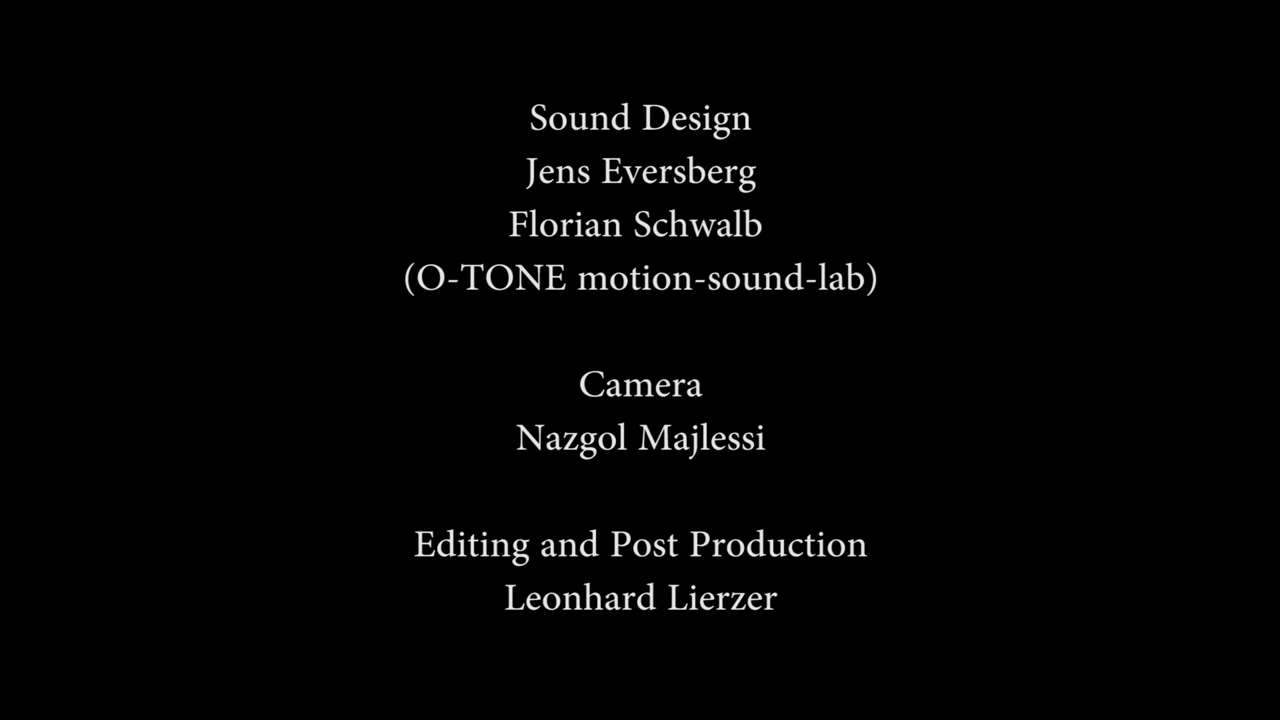 Sound Design
Jens Eversberg
Florian Schwalb
(O-TONE motion-sound-lab)
Camera
Nazgol Majlessi
Editing and Post Production
Leonhard Lierzer